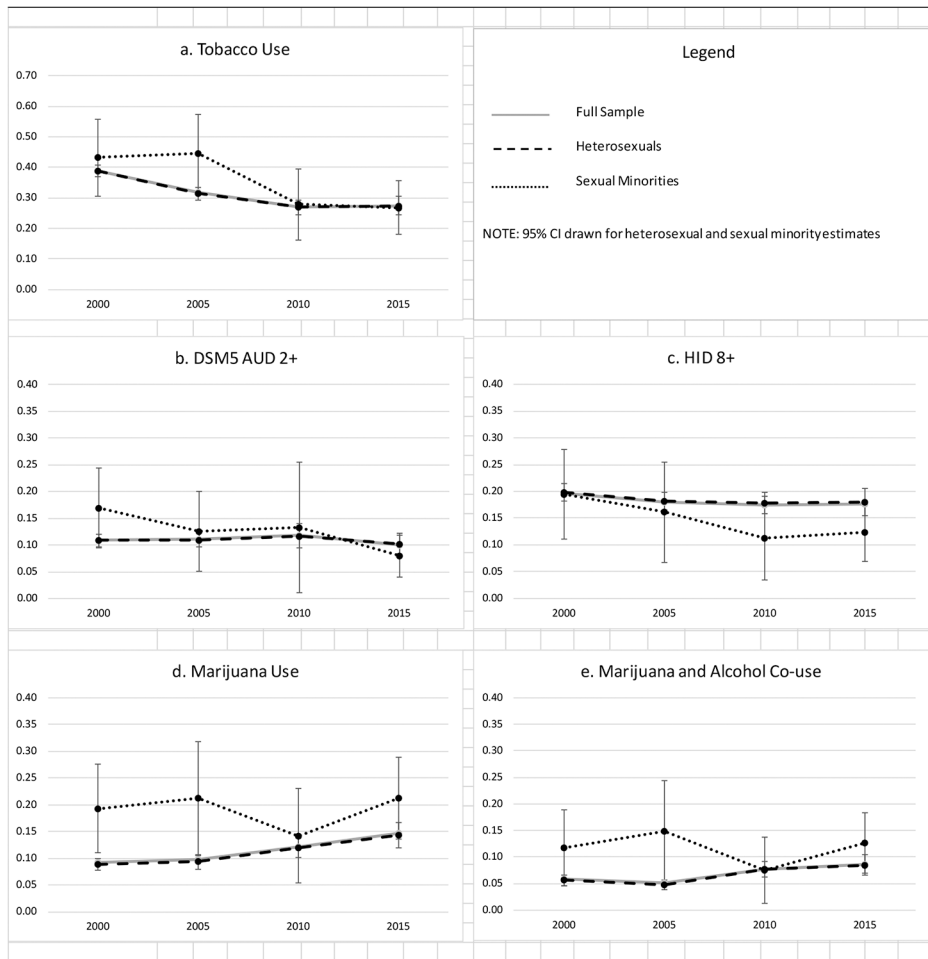 a. Tobacco Use
0.70
0.60
0.50
0.40
0.30
0.20
0.10
0.00
2000 2005 2010 2015
Legend
Full Sample
Heterosexuals
Sexual Minorities
NOTE: 95% CI drawn for heterosexual and sexual minority estimates
b. DSM5 AUD 2+
0.40
0.35
0.30
0.25
0.20
0.15
0.10
0.05
0.00
2000 2005 2010 2015
c. HID 8+
0.40
0.35
0.30
0.25
0.20
0.15
0.10
0.05
0.00
2000 2005 2010 2015
d. Marijuana Use
0.40
0.35
0.30
0.25
0.20
0.15
0.10
0.05
0.00
2000 2005 2010 2015
e. Marijuana and Alcohol Co-use
0.40
0.35
0.30
0.25
0.20
0.15
0.10
0.05
0.00
2000 2005 2010 2015